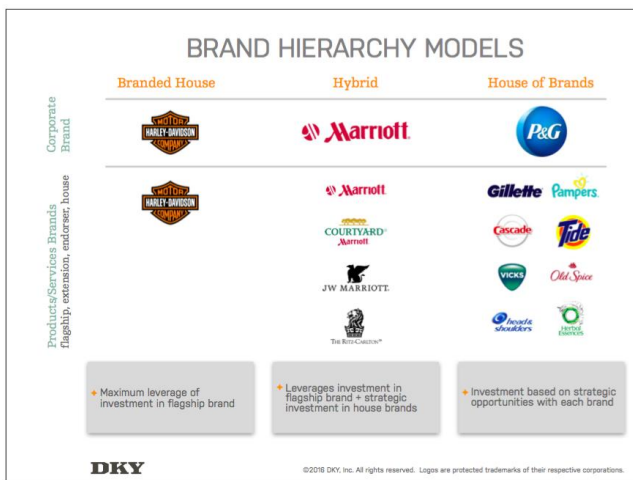 BRAND HIERARCHY MODELS
Branded House
Hybrid
House of Brands
Corporate
Brand
MOTOR
HARLEY-DAVIDSON
COMPANY
Marriott
P&G
Products/Services Brands
flagship, extension, endorser, house
MOTOR
HARLEY-DAVIDSON
COMPANY
Marriott
COURTYARD
Marriott
JW MARRIOTT
THE RITZ-CARLTON
Gillette
Pampers
Cascade
Tide
VICKS
Old Spice
head &
shoulders
Herbal
Essences
Maximum leverage of
investment in flagship brand
Leverages investment in
flagship brand + strategic
investment in house brands
Investment based on strategic
opportunities with each brand
DKY
©2016 DKY, Inc. All rights reserved. Logos are protected trademarks of their respective corporations.